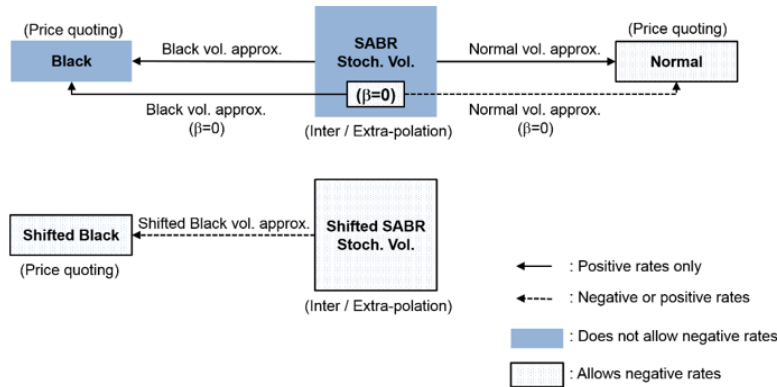 (Price quoting)
Black
Black vol. approx.
SABR
Stoch. Vol.
Normal vol. approx.
(Price quoting)
Normal
(β=0)
Black vol. approx.
(β=0)
Normal vol. approx.
(β=0)
(Inter / Extra-polation)
Shifted Black
(Price quoting)
Shifted Black vol. approx.
Shifted SABR
Stoch. Vol.
(Inter / Extra-polation)
: Positive rates only
: Negative or positive rates
: Does not allow negative rates
: Allows negative rates